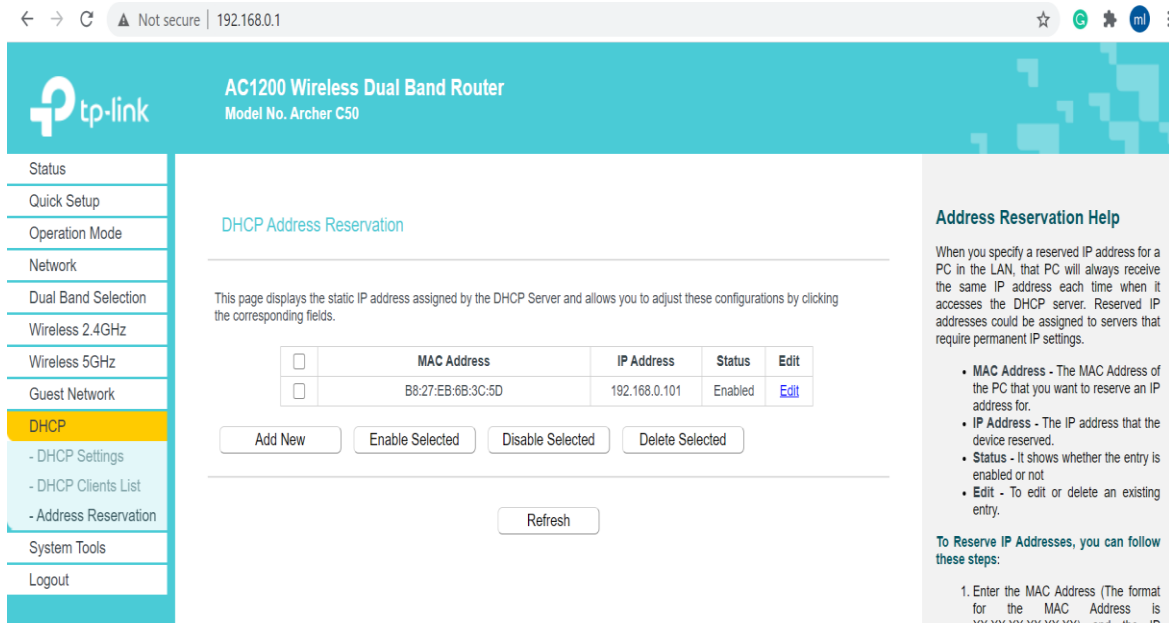 Not secure
192.168.0.1
ml
tp-link
AC1200 Wireless Dual Band Router
Model No. Archer C50
Status
Quick Setup
Operation Mode
Network
Dual Band Selection
Wireless 2.4GHz
Wireless 5GHz
Guest Network
DHCP
- DHCP Settings
- DHCP Clients List
- Address Reservation
System Tools
Logout
DHCP Address Reservation
This page displays the static IP address assigned by the DHCP Server and allows you to adjust these configurations by clicking
the corresponding fields.
MAC Address IP Address Status Edit
B8:27:EB:6B:3C:5D 192.168.0.101 Enabled Edit
Add New Enable Selected Disable Selected Delete Selected
Refresh
Address Reservation Help
When you specify a reserved IP address for a
PC in the LAN, that PC will always receive
the same IP address each time when it
accesses the DHCP server. Reserved IP
addresses could be assigned to servers that
require permanent IP settings.
• MAC Address - The MAC Address of
the PC that you want to reserve an IP
address for.
• IP Address - The IP address that the
device reserved.
• Status - It shows whether the entry is
enabled or not
• Edit - To edit or delete an existing
entry.
To Reserve IP Addresses, you can follow
these steps:
1. Enter the MAC Address (The format
for the MAC Address is